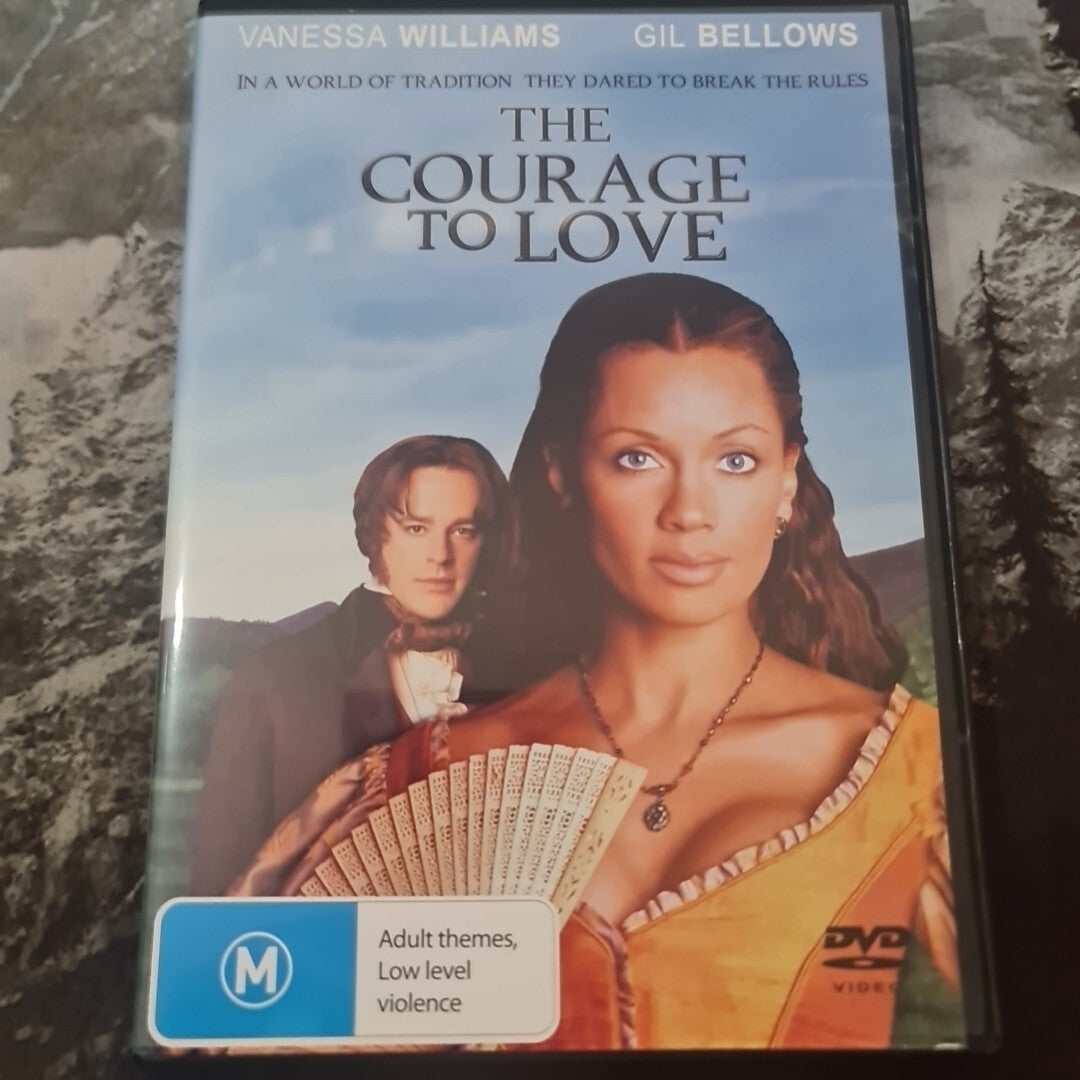 VANESSA WILLIAMS GIL BELLOWS
IN A WORLD OF TRADITION THEY DARED TO BREAK THE RULES
THE
COURAGE
TO LOVE
M
Adult themes,
Low level
violence
DVD
VIDEO